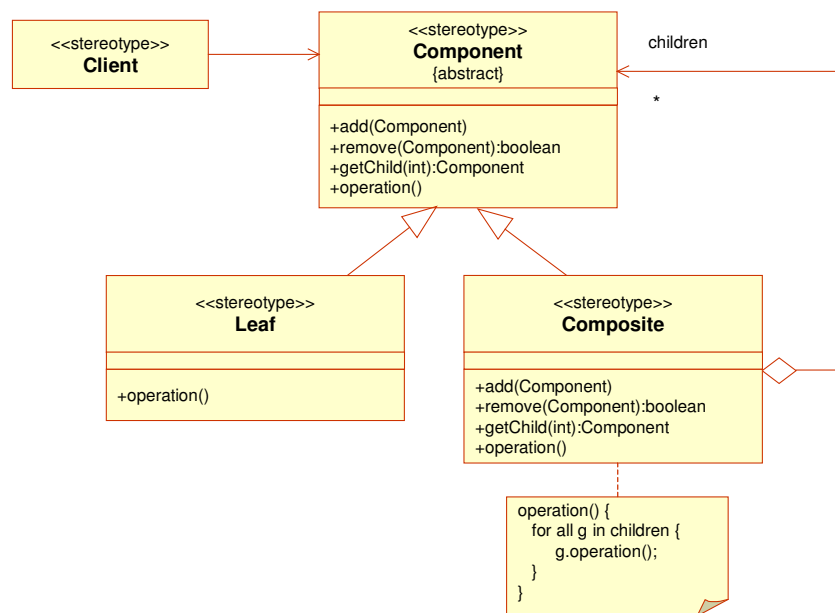 <<stereotype>>
Client
<<stereotype>>
Component
{abstract}
+add(Component)
+remove(Component):boolean
+getChild(int):Component
+operation()
children
*
<<stereotype>>
Leaf
+operation()
<<stereotype>>
Composite
+add(Component)
+remove(Component):boolean
+getChild(int):Component
+operation()
operation() {
for all g in children {
g.operation();
}
}